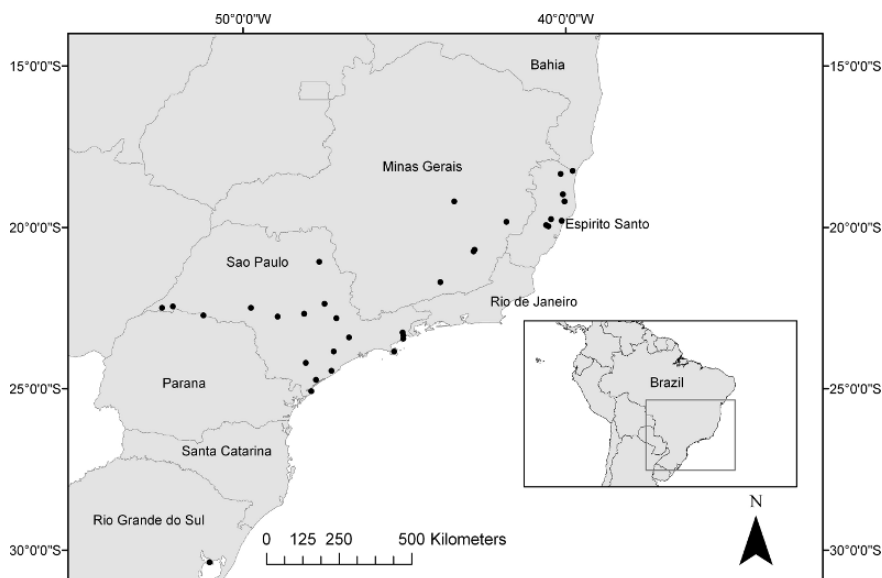 50°0'0"W 40°0'0"W
15°0'0"S 15°0'0"S
Bahia
Minas Gerais
20°0'0"S 20°0'0"S
Espirito Santo
Sao Paulo
Rio de Janeiro
Parana
Brazil
25°0'0"S 25°0'0"S
Santa Catarina
N
Rio Grande do Sul
0 125 250 500 Kilometers
30°0'0"S 30°0'0"S